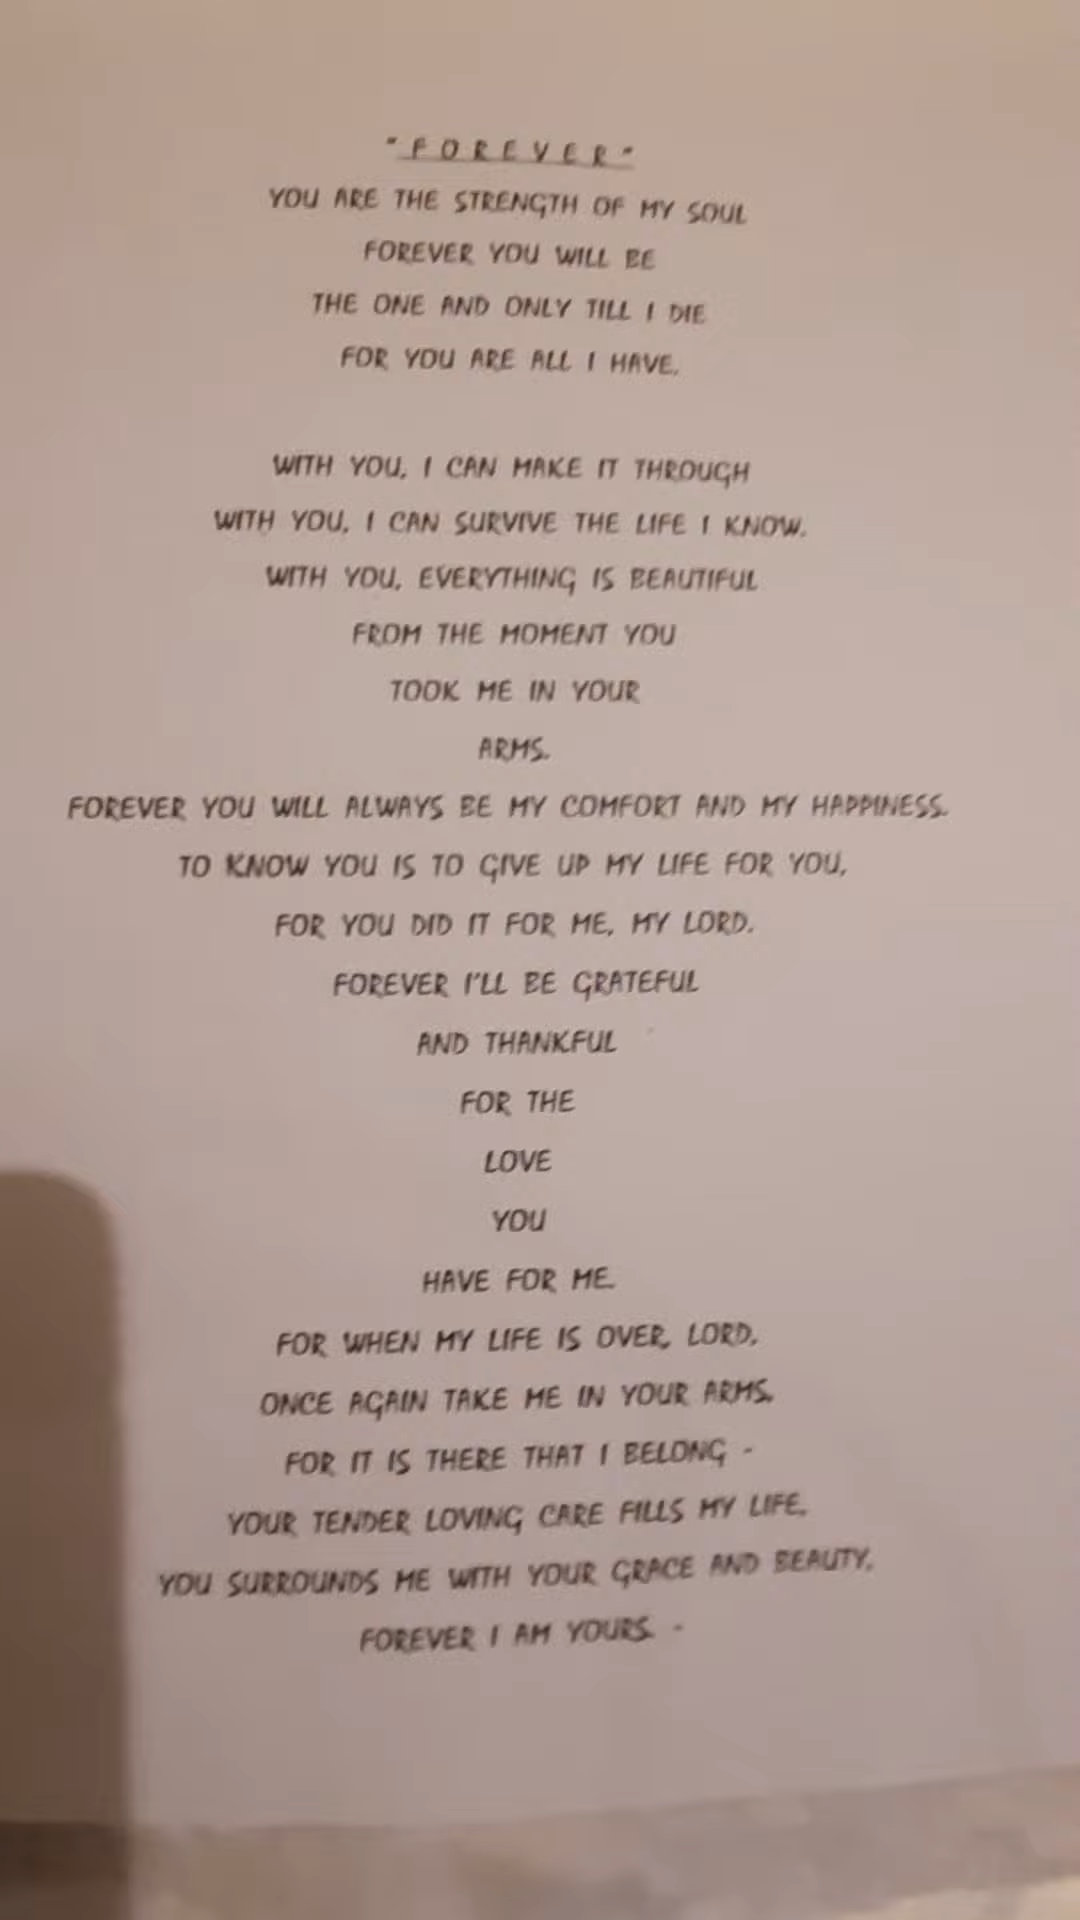 "FOREVER"
YOU ARE THE STRENGTH OF MY SOUL
FOREVER YOU WILL BE
THE ONE AND ONLY TILL I DIE
FOR YOU ARE ALL I HAVE.
WITH YOU, I CAN MAKE IT THROUGH
WITH YOU, I CAN SURVIVE THE LIFE I KNOW.
WITH YOU, EVERYTHING IS BEAUTIFUL
FROM THE MOMENT YOU
TOOK ME IN YOUR
ARMS.
FOREVER YOU WILL ALWAYS BE MY COMFORT AND MY HAPPINESS.
TO KNOW YOU IS TO GIVE UP MY LIFE FOR YOU,
FOR YOU DID IT FOR ME, MY LORD.
FOREVER I'LL BE GRATEFUL
AND THANKFUL
FOR THE
LOVE
YOU
HAVE FOR ME.
FOR WHEN MY LIFE IS OVER, LORD,
ONCE AGAIN TAKE ME IN YOUR ARMS.
FOR IT IS THERE THAT I BELONG -
YOUR TENDER LOVING CARE FILLS MY LIFE,
YOU SURROUNDS ME WITH YOUR GRACE AND BEAUTY,
FOREVER I AM YOURS. -